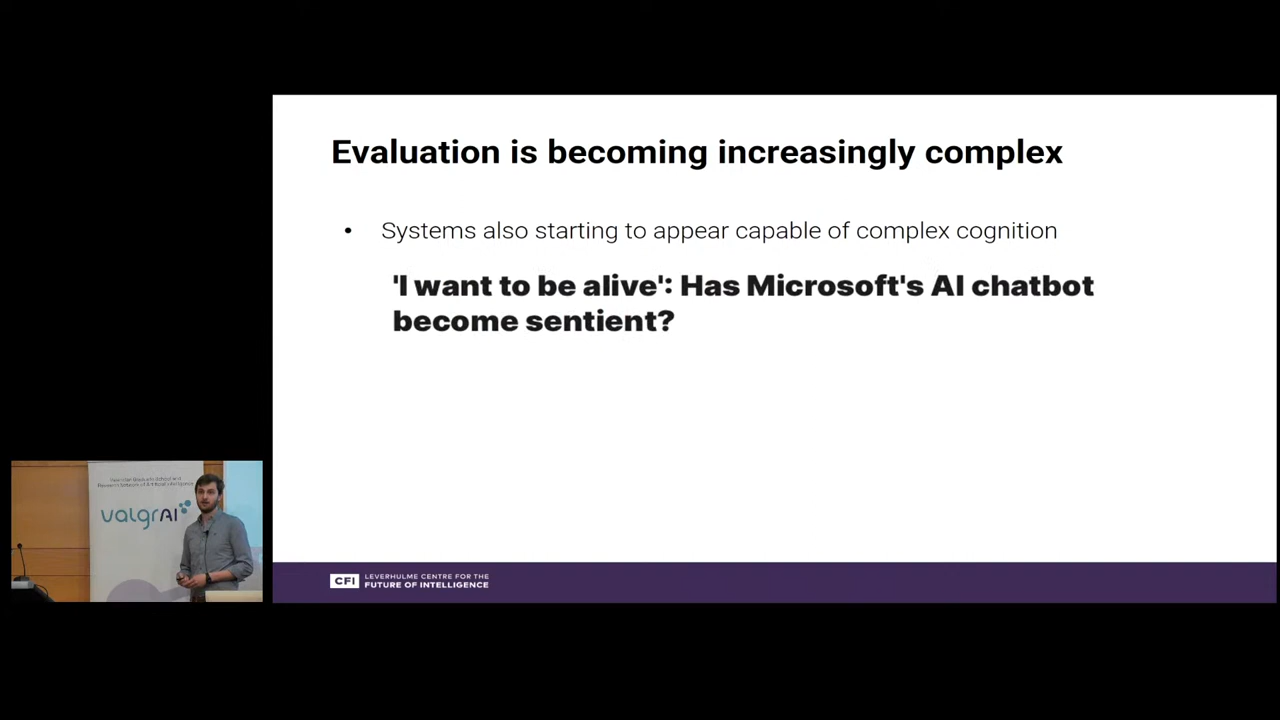 Evaluation is becoming increasingly complex
• Systems also starting to appear capable of complex cognition
'I want to be alive': Has Microsoft's AI chatbot
become sentient?
valgrAI
CFI LEVERHULME CENTRE FOR THE
FUTURE OF INTELLIGENCE